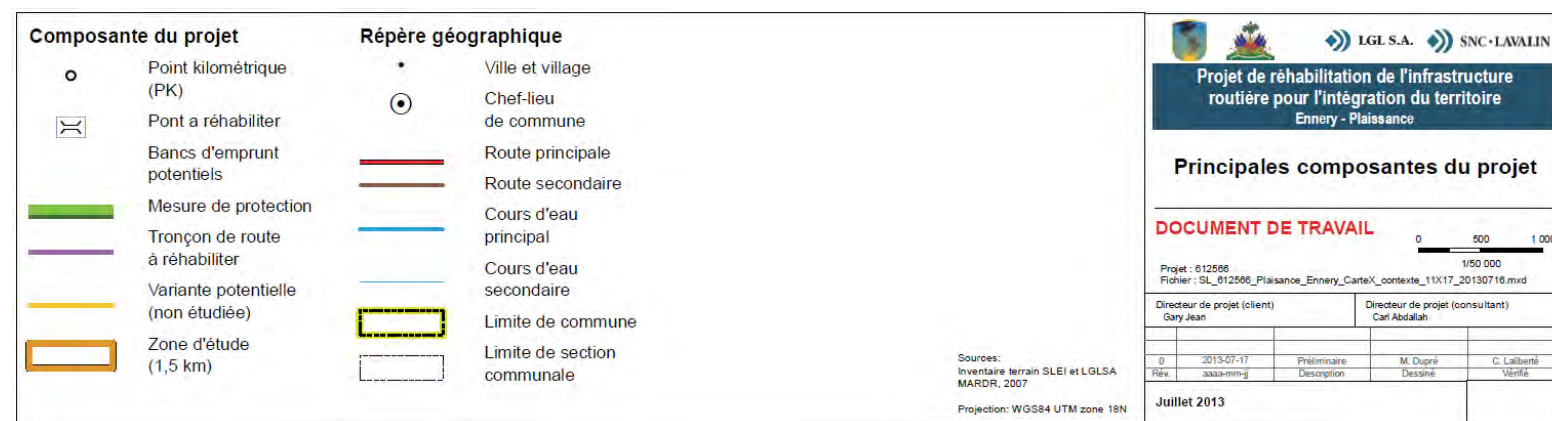 Composante du projet
Point kilométrique
(PK)
Pont a réhabiliter
Bancs d'emprunt
potentiels
Mesure de protection
Tronçon de route
à réhabiliter
Variante potentielle
(non étudiée)
Zone d'étude
(1,5 km)
Répère géographique
Ville et village
Chef-lieu
de commune
Route principale
Route secondaire
Cours d'eau
principal
Cours d'eau
secondaire
Limite de commune
Limite de section
communale
Sources:
Inventaire terrain SLEI et LGLSA
MARDR, 2007
Projection: WGS84 UTM zone 18N
LGL S.A. SNC·LAVALIN
Projet de réhabilitation de l'infrastructure
routière pour l'intégration du territoire
Ennery - Plaissance
Principales composantes du projet
DOCUMENT DE TRAVAIL
0 500 1 000
1/50 000
Projet : 612566
Fichier : SL_612566_Plaisance_Ennery_CarteX_contexte_11X17_20130716.mxd
Directeur de projet (client) Directeur de projet (consultant)
Gary Jean Carl Abdallah
0 2013-07-17 Préliminaire M. Dupré C. Laliberté
Rév. aaaa-mm-jj Description Dessiné Vérifié
Juillet 2013